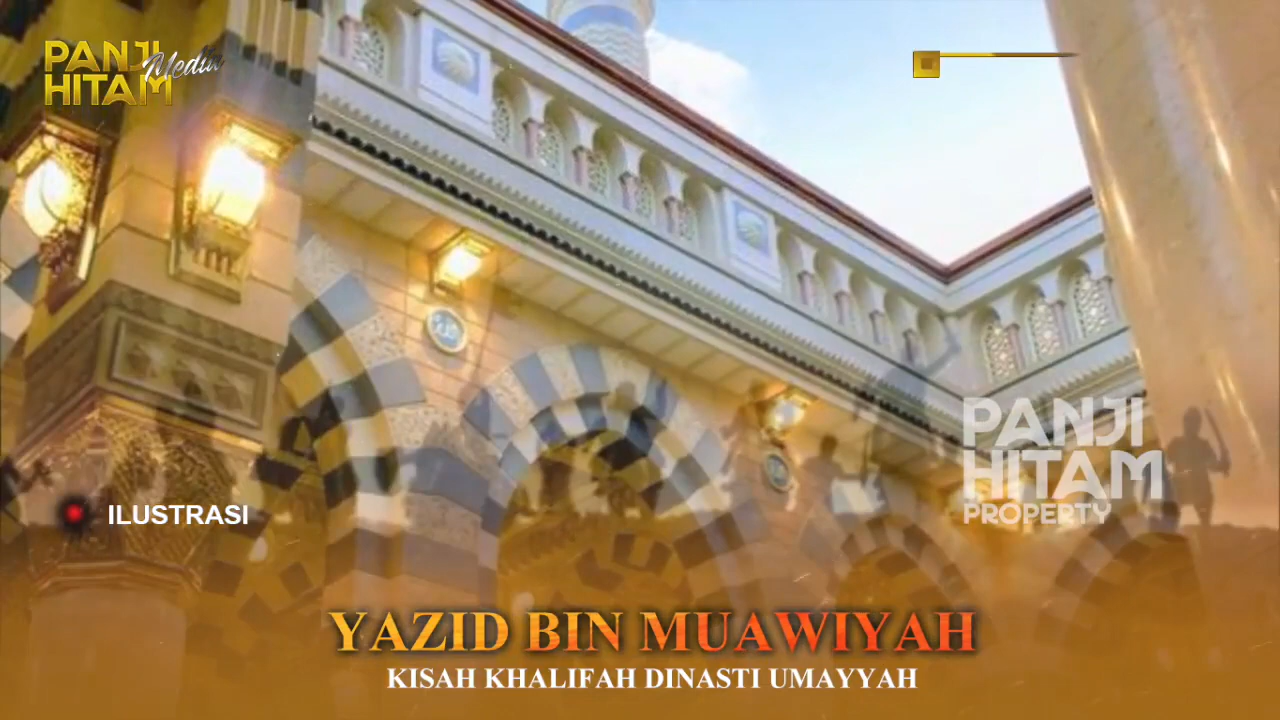 PANJI
HITAM
Media
PANJI
HITAM
PROPERTY
ILUSTRASI
YAZID BIN MUAWIYAH
KISAH KHALIFAH DINASTI UMAYYAH